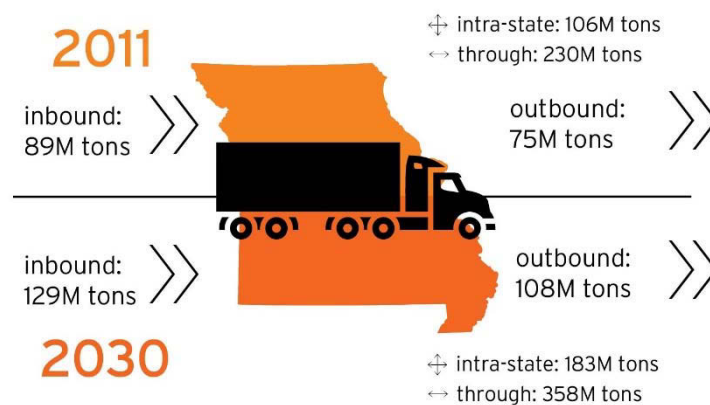 2011
intra-state: 106M tons
through: 230M tons
inbound:
89M tons
outbound:
75M tons
inbound:
129M tons
outbound:
108M tons
2030
intra-state: 183M tons
through: 358M tons